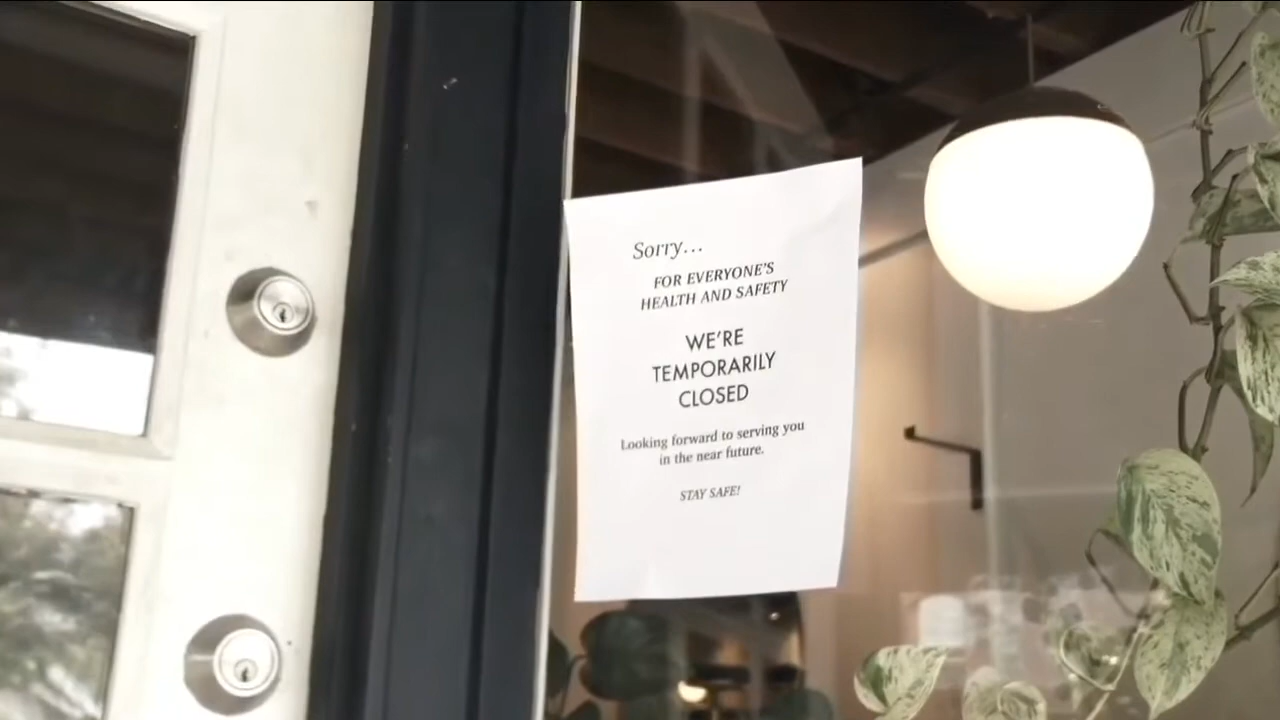 Sorry...
FOR EVERYONE'S
HEALTH AND SAFETY
WE'RE
TEMPORARILY
CLOSED
Looking forward to serving you
in the near future.
STAY SAFE!